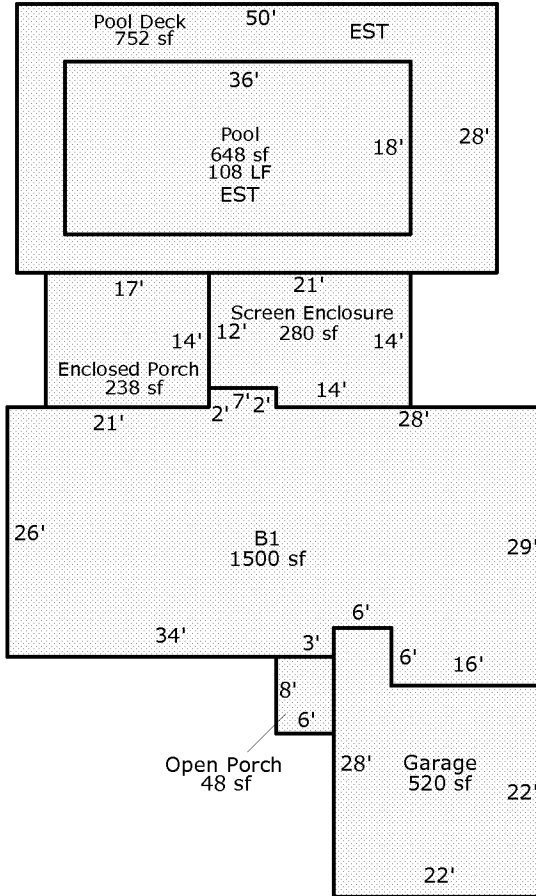 Pool Deck
752 sf
50'
EST
36'
Pool
648 sf
108 LF
EST
18'
28'
17'
21'
Screen Enclosure
280 sf
14'
12'
14'
Enclosed Porch
238 sf
14'
7'
2'
2'
21'
28'
26'
B1
1500 sf
29'
6'
34'
3'
6'
16'
8'
6'
Open Porch
48 sf
28'
Garage
520 sf
22'
22'